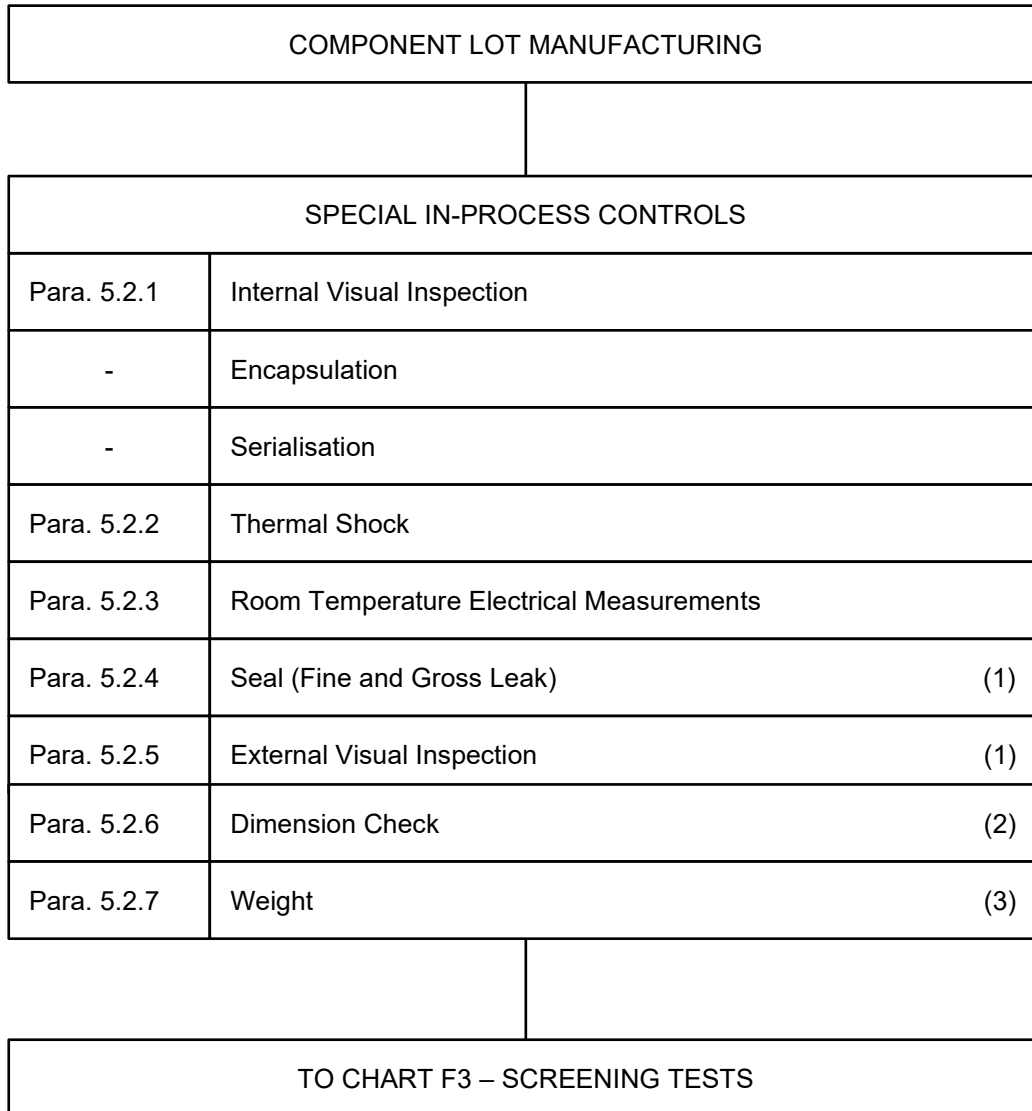 COMPONENT LOT MANUFACTURING
SPECIAL IN-PROCESS CONTROLS
Para. 5.2.1 Internal Visual Inspection
- Encapsulation
- Serialisation
Para. 5.2.2 Thermal Shock
Para. 5.2.3 Room Temperature Electrical Measurements
Para. 5.2.4 Seal (Fine and Gross Leak) (1)
Para. 5.2.5 External Visual Inspection (1)
Para. 5.2.6 Dimension Check (2)
Para. 5.2.7 Weight (3)
TO CHART F3 – SCREENING TESTS